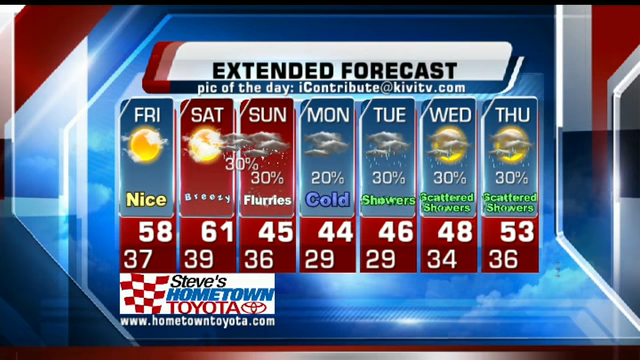 EXTENDED FORECAST
pic of the day: iContribute@kivitv.com
FRI SAT SUN MON TUE WED THU
30%
30% 20% 30% 30% 30%
Nice Breezy Flurries Cold Showers Scattered Showers Scattered Showers
58 61 45 44 46 48 53
37 39 36 29 29 34 36
Steve's
HOMETOWN
TOYOTA
www.hometowntoyota.com